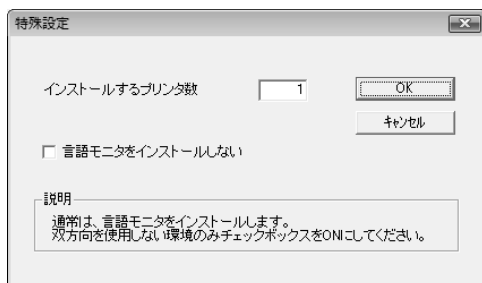 特殊設定
インストールするプリンタ数 1 OK
キャンセル
言語モニタをインストールしない
説明
通常は、言語モニタをインストールします。
双方向を使用しない環境のみチェックボックスをONにしてください。